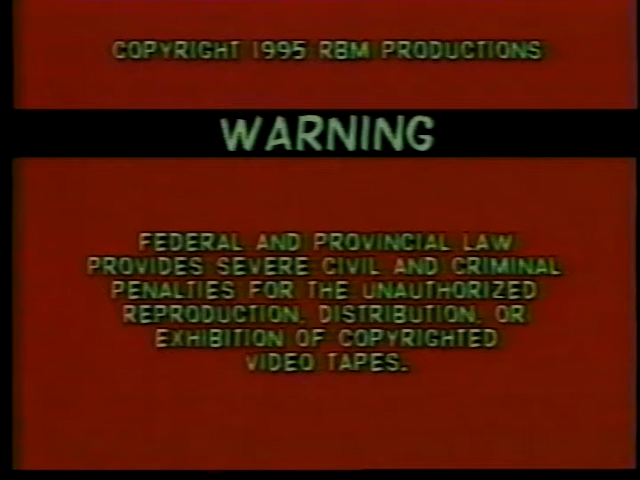 COPYRIGHT 1995 RBM PRODUCTIONS
WARNING
FEDERAL AND PROVINCIAL LAW
PROVIDES SEVERE CIVIL AND CRIMINAL
PENALTIES FOR THE UNAUTHORIZED
REPRODUCTION, DISTRIBUTION, OR
EXHIBITION OF COPYRIGHTED
VIDEO TAPES.